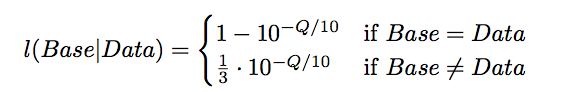 l(Base|Data) = { 1 − 10^{−Q/10} if Base = Data
1/3 · 10^{−Q/10} if Base ≠ Data